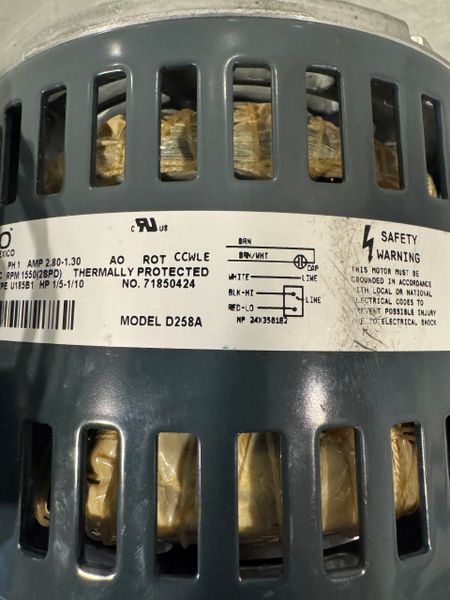 c RU US
O
EXICO
PH 1 AMP 2.80-1.30 AO ROT CCWLE
C RPM 1550(2SPD) THERMALLY PROTECTED
YPE U185B1 HP 1/5-1/10 NO. 71850424
MODEL D258A
BRN
BRN/WHT
CAP
WHITE LINE
BLK-HI
LINE
RED-LO
NP 24X358182
SAFETY
WARNING
THIS MOTOR MUST BE
GROUNDED IN ACCORDANCE
WITH LOCAL OR NATIONAL
ELECTRICAL CODES TO
PREVENT POSSIBLE INJURY
DUE TO ELECTRICAL SHOCK